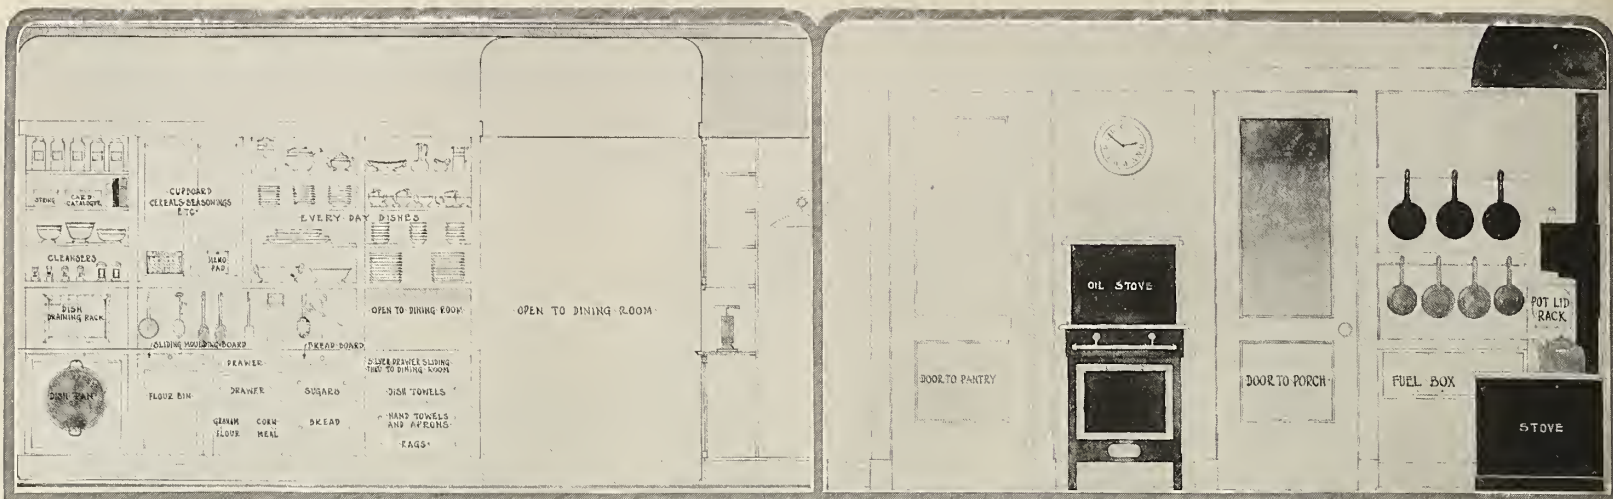 STRING
CARD
CATALOGUE
CLEANSERS
CUPBOARD
CEREALS·SEASONINGS
ETC·
MEMO
PAD
EVERY·DAY DISHES
DISH
DRAINING RACK
SLIDING MOULDING·BOARD
BREAD·BOARD
·OPEN TO DINING·ROOM·
DISH PAN
FLOUR BIN
DRAWER
DRAWER
GRAHAM
FLOUR
CORN
MEAL
SUGARS
BREAD
SILVER DRAWER SLIDING·
THRU TO DINING ROOM
·DISH TOWELS
·HAND TOWELS
AND APRONS·
·RAGS·
·OPEN TO DINING·ROOM·
DOOR TO PANTRY
OIL STOVE
DOOR TO PORCH·
POT LID
RACK
FUEL BOX
STOVE